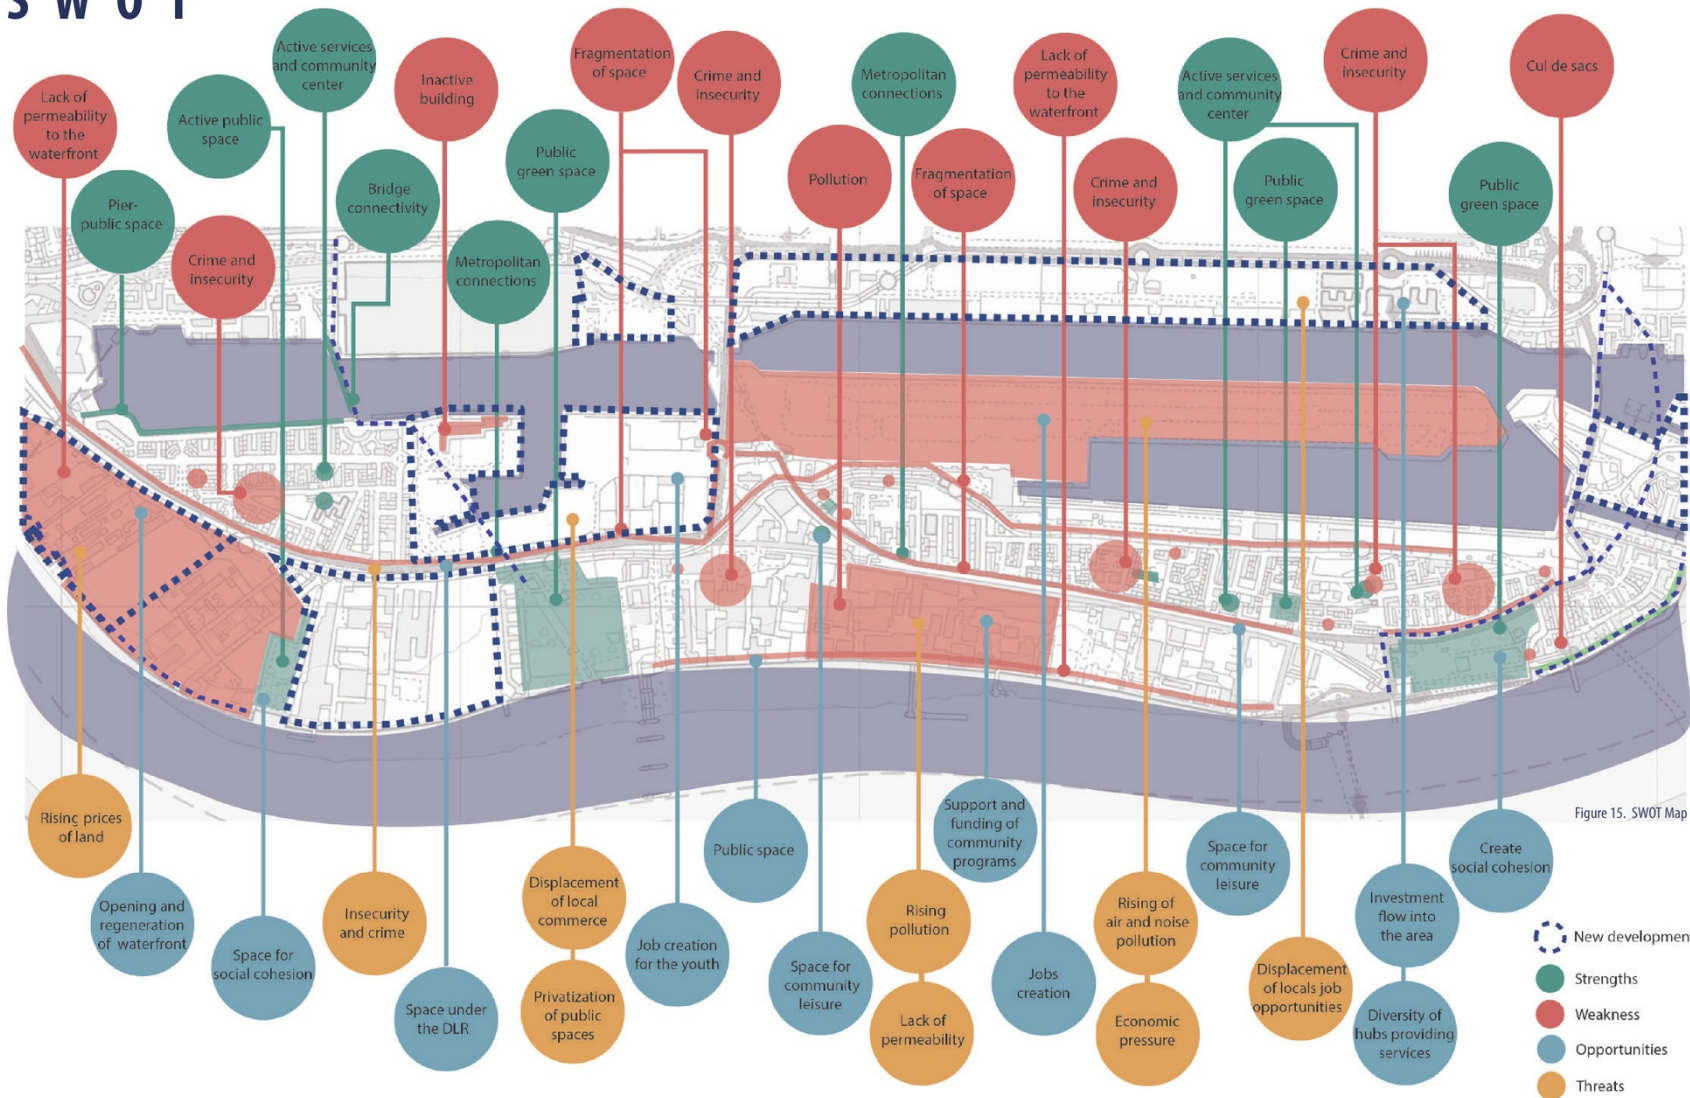 SWOT
Lack of
permeability
to the
waterfront
Pier-
public space
Active public
space
Crime and
insecurity
Active services
and community
center
Bridge
connectivity
Inactive
building
Metropolitan
connections
Public
green space
Fragmentation
of space
Crime and
insecurity
Pollution
Metropolitan
connections
Fragmentation
of space
Lack of
permeability
to the
waterfront
Crime and
insecurity
Active services
and community
center
Public
green space
Crime and
insecurity
Public
green space
Cul de sacs
Figure 15. SWOT Map
Rising prices
of land
Opening and
regeneration
of waterfront
Space for
social cohesion
Insecurity
and crime
Space under
the DLR
Displacement
of local
commerce
Privatization
of public
spaces
Job creation
for the youth
Public space
Space for
community
leisure
Rising
pollution
Lack of
permeability
Support and
funding of
community
programs
Jobs
creation
Rising of
air and noise
pollution
Economic
pressure
Space for
community
leisure
Displacement
of locals job
opportunities
Investment
flow into
the area
Diversity of
hubs providing
services
Create
social cohesion
New developmen
Strengths
Weakness
Opportunities
Threats